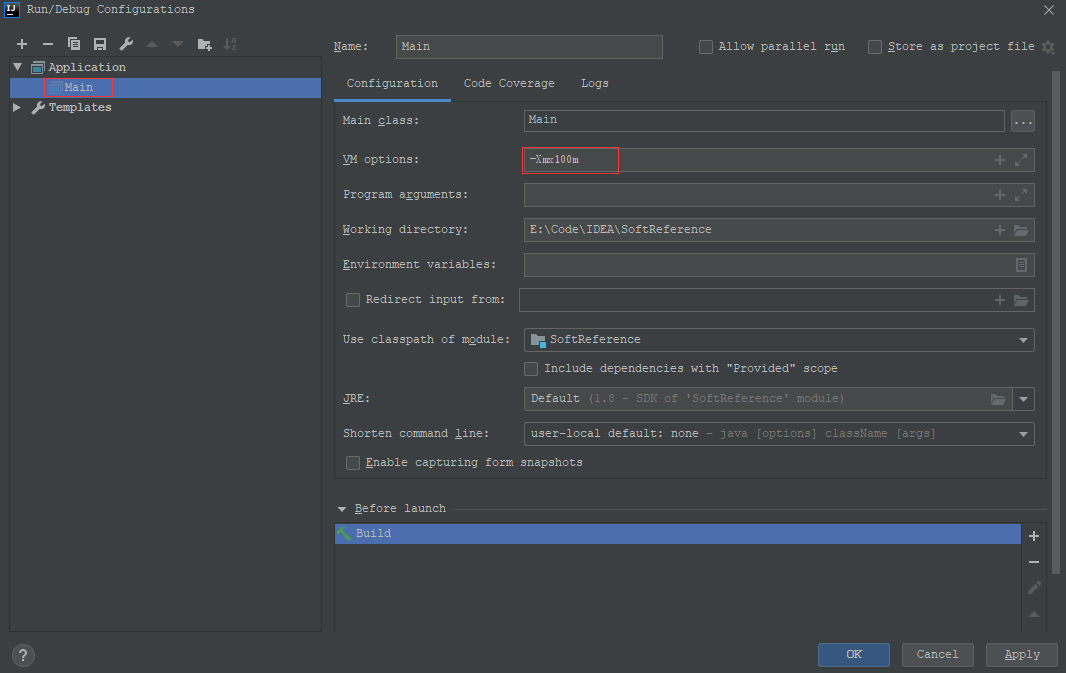 IJ Run/Debug Configurations
Name: Main Allow parallel run Store as project file
Application
Main
Templates
Configuration Code Coverage Logs
Main class: Main ...
VM options: -Xmx100m
Program arguments:
Working directory: E:\Code\IDEA\SoftReference
Environment variables:
Redirect input from:
Use classpath of module: SoftReference
Include dependencies with "Provided" scope
JRE: Default (1.8 - SDK of 'SoftReference' module)
Shorten command line: user-local default: none - java [options] className [args]
Enable capturing form snapshots
Before launch
Build
? OK Cancel Apply